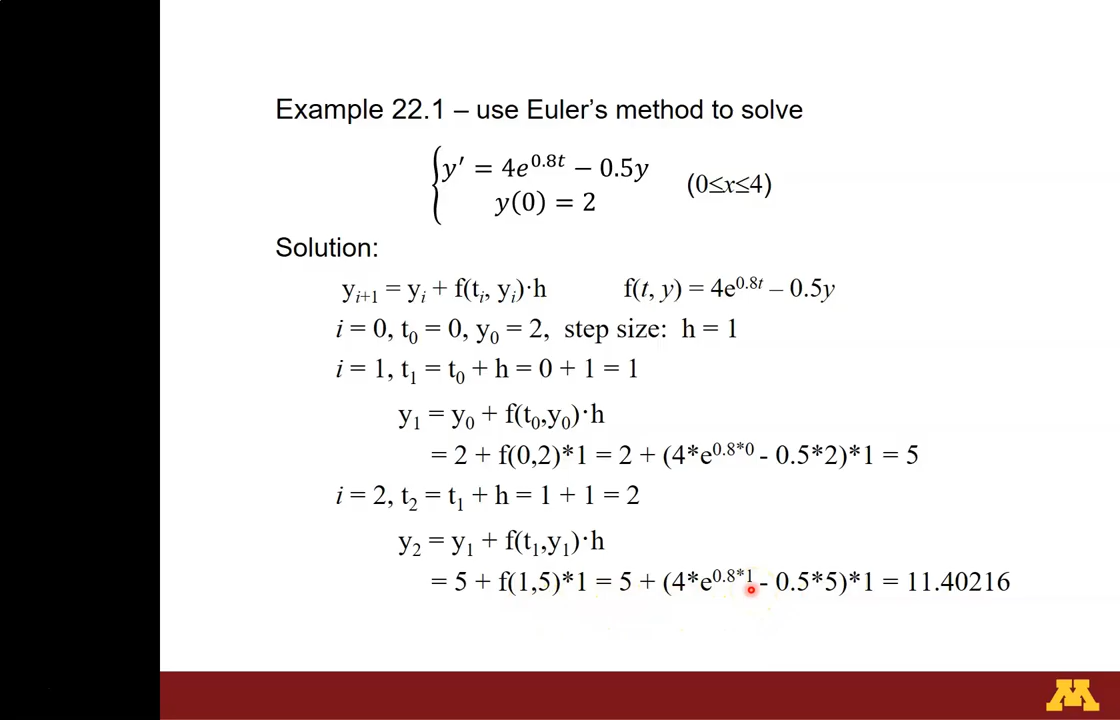 Example 22.1 – use Euler's method to solve
y′ = 4e^0.8t − 0.5y
(0≤x≤4)
y(0) = 2
Solution:
y_i+1 = y_i + f(t_i, y_i)·h f(t, y) = 4e^0.8t – 0.5y
i = 0, t_0 = 0, y_0 = 2, step size: h = 1
i = 1, t_1 = t_0 + h = 0 + 1 = 1
y_1 = y_0 + f(t_0,y_0)·h
= 2 + f(0,2)*1 = 2 + (4*e^0.8*0 - 0.5*2)*1 = 5
i = 2, t_2 = t_1 + h = 1 + 1 = 2
y_2 = y_1 + f(t_1,y_1)·h
= 5 + f(1,5)*1 = 5 + (4*e^0.8*1 - 0.5*5)*1 = 11.40216
M